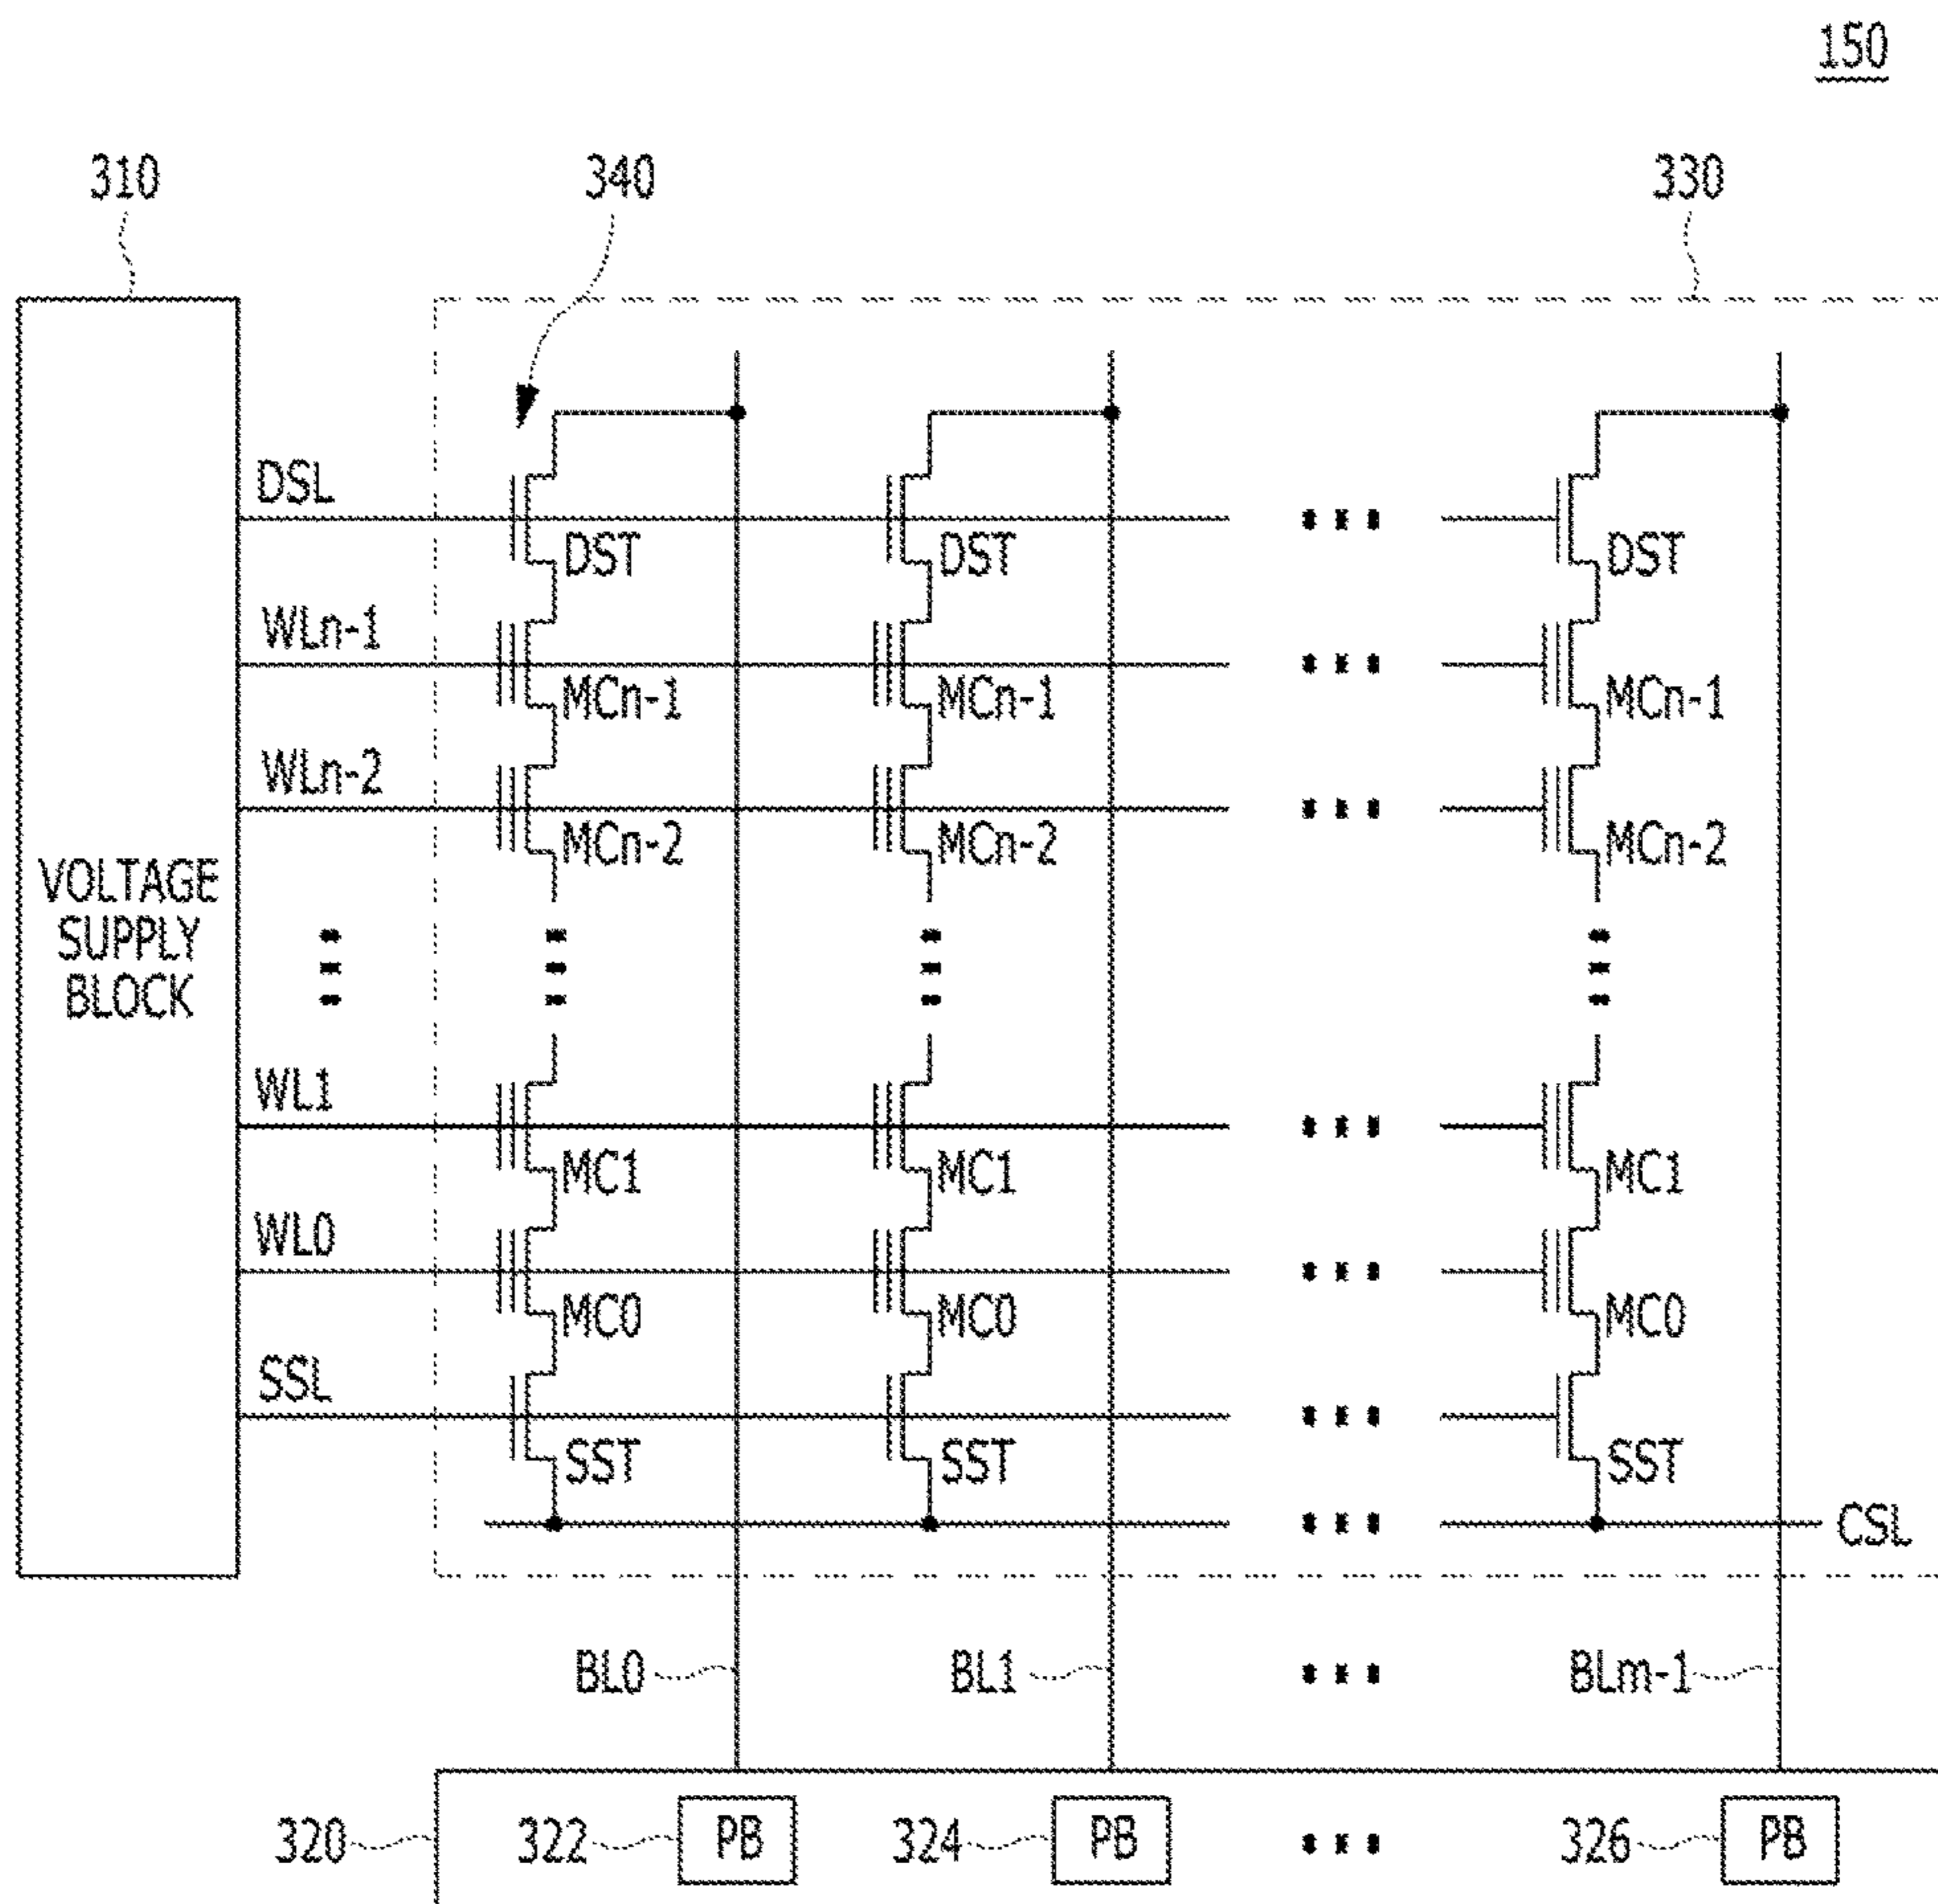 150
310 340 330
DSL
DST DST DST
WLn-1
MCn-1 MCn-1 MCn-1
WLn-2
MCn-2 MCn-2 MCn-2
VOLTAGE
SUPPLY
BLOCK
WL1
MC1 MC1 MC1
WL0
MC0 MC0 MC0
SSL
SST SST SST
CSL
BL0 BL1 BLm-1
320 322 PB 324 PB 326 PB